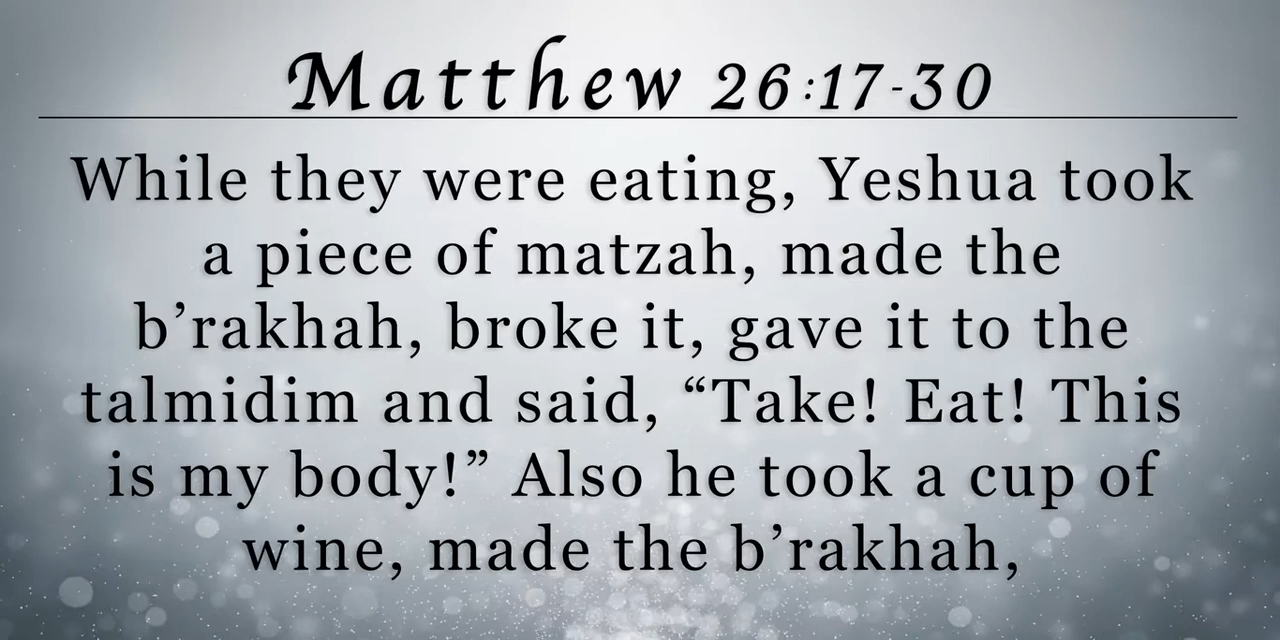 Matthew 26:17-30
While they were eating, Yeshua took
a piece of matzah, made the
b’rakhah, broke it, gave it to the
talmidim and said, “Take! Eat! This
is my body!” Also he took a cup of
wine, made the b’rakhah,